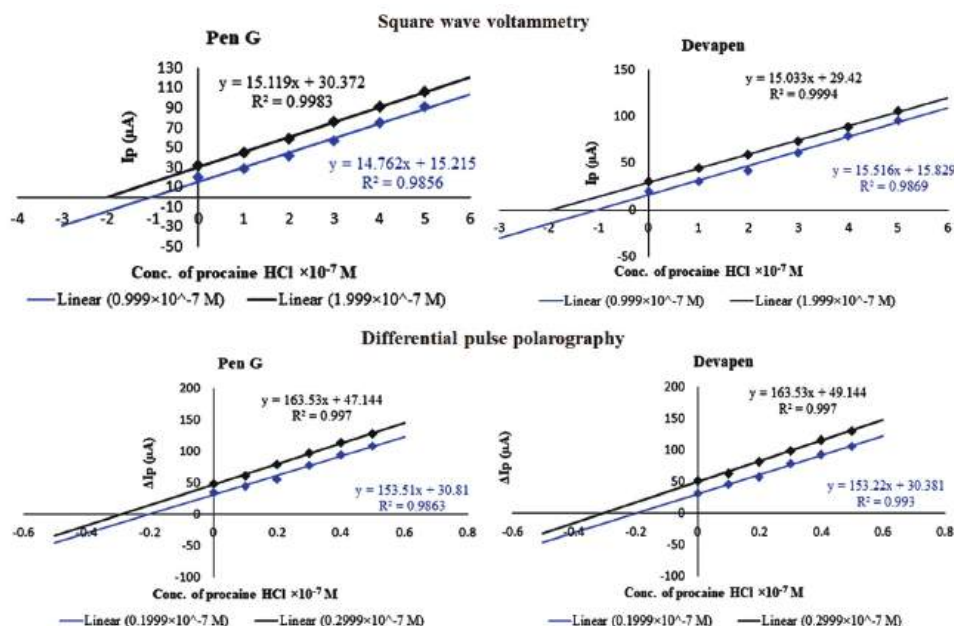 Square wave voltammetry
Pen G
130
110
90
70
50
30
10
-10
-30
-50
-4 -3 -2 -1 0 1 2 3 4 5 6
Ip (µA)
y = 15.119x + 30.372
R² = 0.9983
y = 14.762x + 15.215
R² = 0.9856
Conc. of procaine HCl ×10⁻⁷ M
Linear (0.999×10^-7 M) Linear (1.999×10^-7 M)
Devapen
150
100
50
0
-50
-3 -2 -1 0 1 2 3 4 5 6
Ip (µA)
y = 15.033x + 29.42
R² = 0.9994
y = 15.516x + 15.829
R² = 0.9869
Conc. of procaine HCl ×10⁻⁷ M
Linear (0.999×10^-7 M) Linear (1.999×10^-7 M)
Differential pulse polarography
Pen G
200
150
100
50
0
-50
-100
-0.6 -0.4 -0.2 0 0.2 0.4 0.6 0.8
ΔIp (µA)
y = 163.53x + 47.144
R² = 0.997
y = 153.51x + 30.81
R² = 0.9863
Conc. of procaine HCl ×10⁻⁷ M
Linear (0.1999×10^-7 M) Linear (0.2999×10^-7 M)
Devapen
200
150
100
50
0
-50
-100
-0.6 -0.4 -0.2 0 0.2 0.4 0.6 0.8
ΔIp (µA)
y = 163.53x + 49.144
R² = 0.997
y = 153.22x + 30.381
R² = 0.993
Conc. of procaine HCl ×10⁻⁷ M
Linear (0.1999×10^-7 M) Linear (0.2999×10^-7 M)